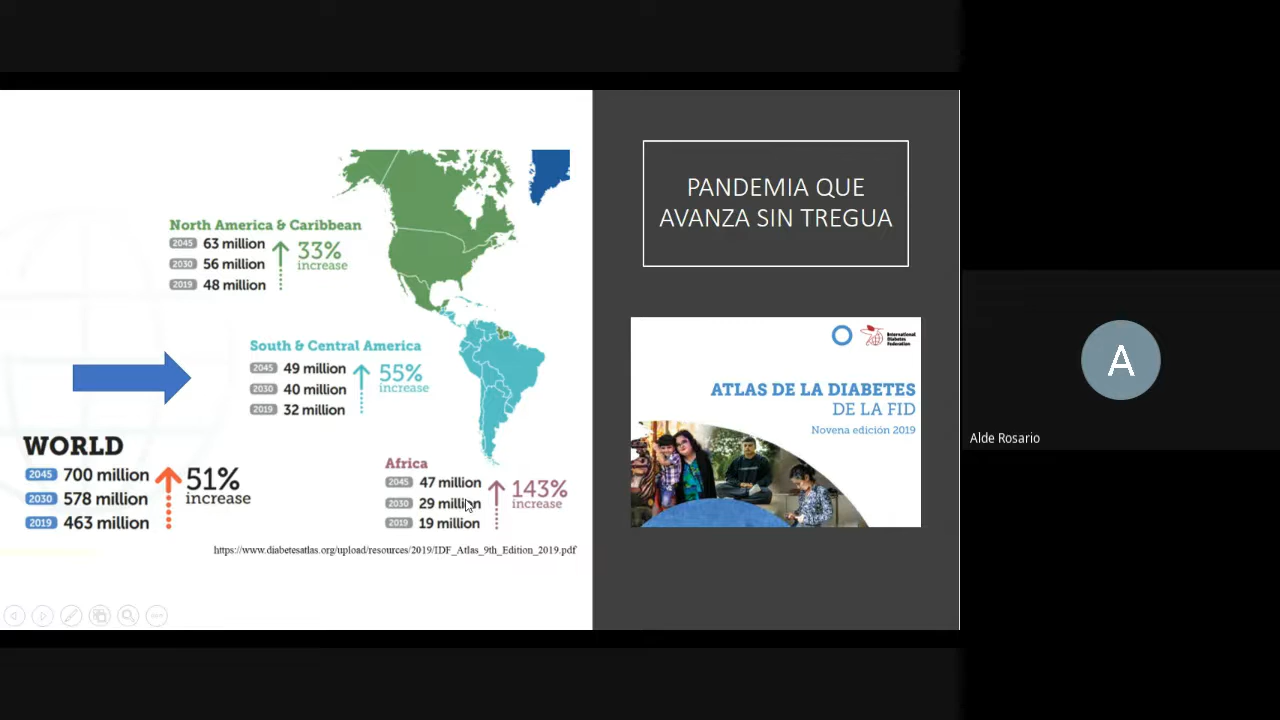 North America & Caribbean
2045 63 million
2030 56 million
2019 48 million
33%
increase
South & Central America
2045 49 million
2030 40 million
2019 32 million
55%
increase
WORLD
2045 700 million
2030 578 million
2019 463 million
51%
increase
Africa
2045 47 million
2030 29 million
2019 19 million
143%
increase
https://www.diabetesatlas.org/upload/resources/2019/IDF_Atlas_9th_Edition_2019.pdf
PANDEMIA QUE
AVANZA SIN TREGUA
International
Diabetes
Federation
ATLAS DE LA DIABETES
DE LA FID
Novena edición 2019
A
Alde Rosario